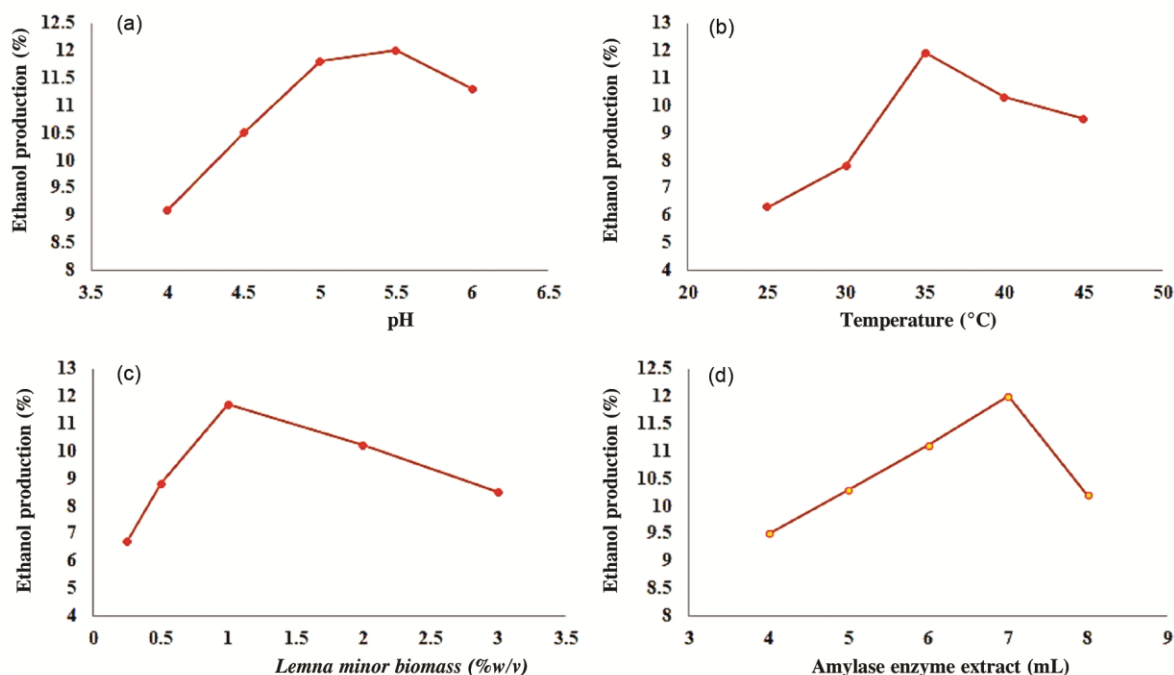 (a)
Ethanol production (%)
12.5
12
11.5
11
10.5
10
9.5
9
8.5
8
3.5 4 4.5 5 5.5 6 6.5
pH
(b)
Ethanol production (%)
13
12
11
10
9
8
7
6
5
4
20 25 30 35 40 45 50
Temperature (°C)
(c)
Ethanol production (%)
13
12
11
10
9
8
7
6
5
4
0 0.5 1 1.5 2 2.5 3 3.5
Lemna minor biomass (%w/v)
(d)
Ethanol production (%)
12.5
12
11.5
11
10.5
10
9.5
9
8.5
8
3 4 5 6 7 8 9
Amylase enzyme extract (mL)